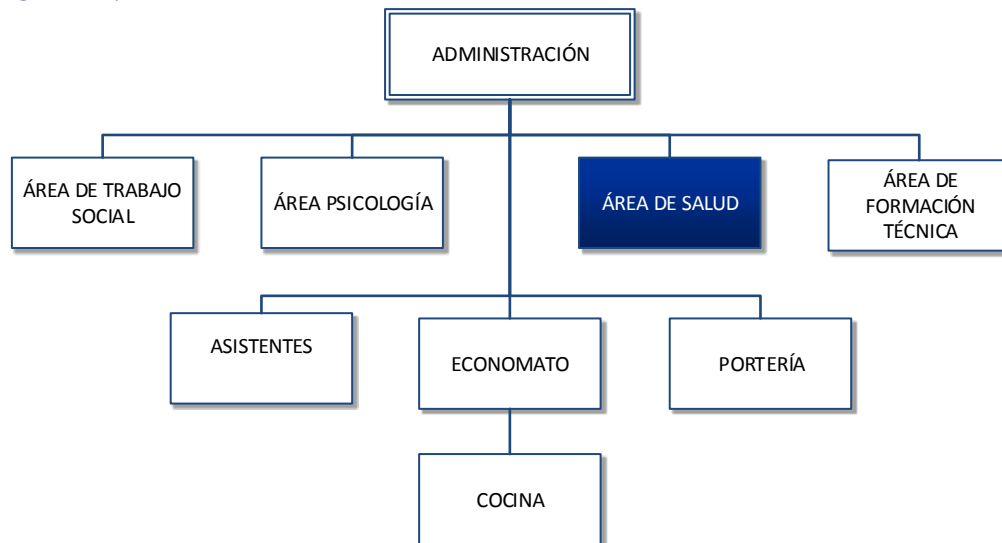 ADMINISTRACIÓN
ÁREA DE TRABAJO
SOCIAL
ÁREA PSICOLOGÍA
ÁREA DE SALUD
ÁREA DE
FORMACIÓN
TÉCNICA
ASISTENTES
ECONOMATO
PORTERÍA
COCINA